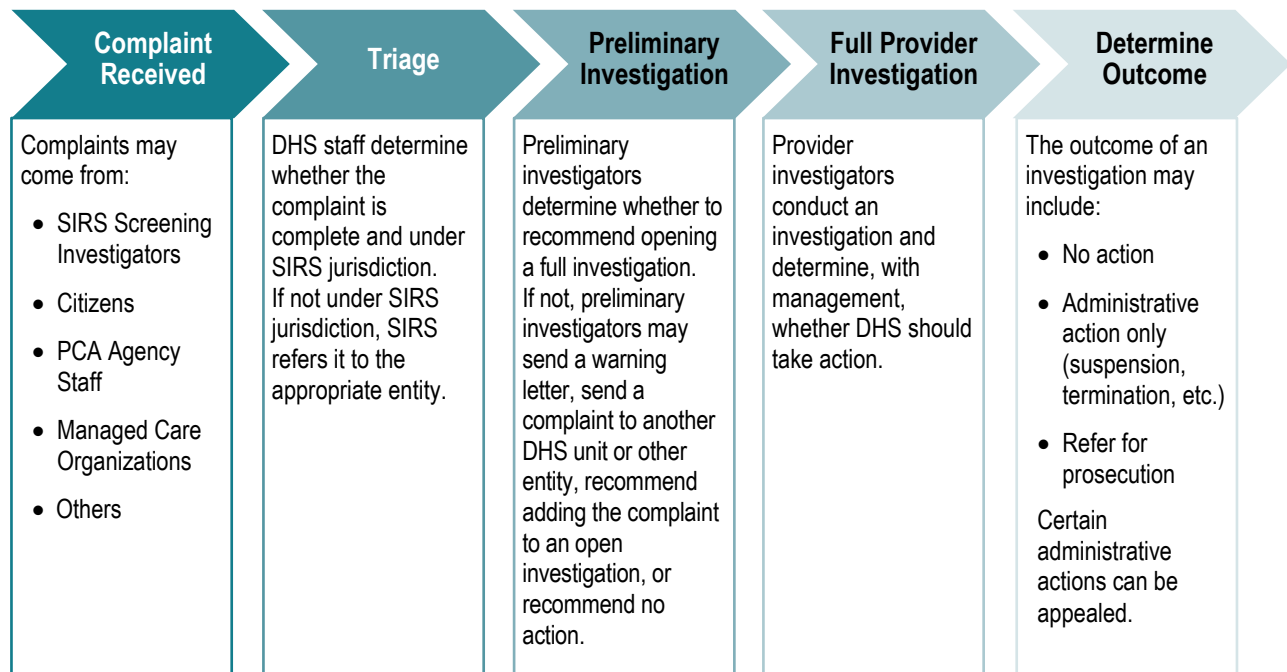 Complaint
Received
Complaints may
come from:
• SIRS Screening
Investigators
• Citizens
• PCA Agency
Staff
• Managed Care
Organizations
• Others
Triage
DHS staff determine
whether the
complaint is
complete and under
SIRS jurisdiction.
If not under SIRS
jurisdiction, SIRS
refers it to the
appropriate entity.
Preliminary
Investigation
Preliminary
investigators
determine whether to
recommend opening
a full investigation.
If not, preliminary
investigators may
send a warning
letter, send a
complaint to another
DHS unit or other
entity, recommend
adding the complaint
to an open
investigation, or
recommend no
action.
Full Provider
Investigation
Provider
investigators
conduct an
investigation and
determine, with
management,
whether DHS should
take action.
Determine
Outcome
The outcome of an
investigation may
include:
• No action
• Administrative
action only
(suspension,
termination, etc.)
• Refer for
prosecution
Certain
administrative
actions can be
appealed.